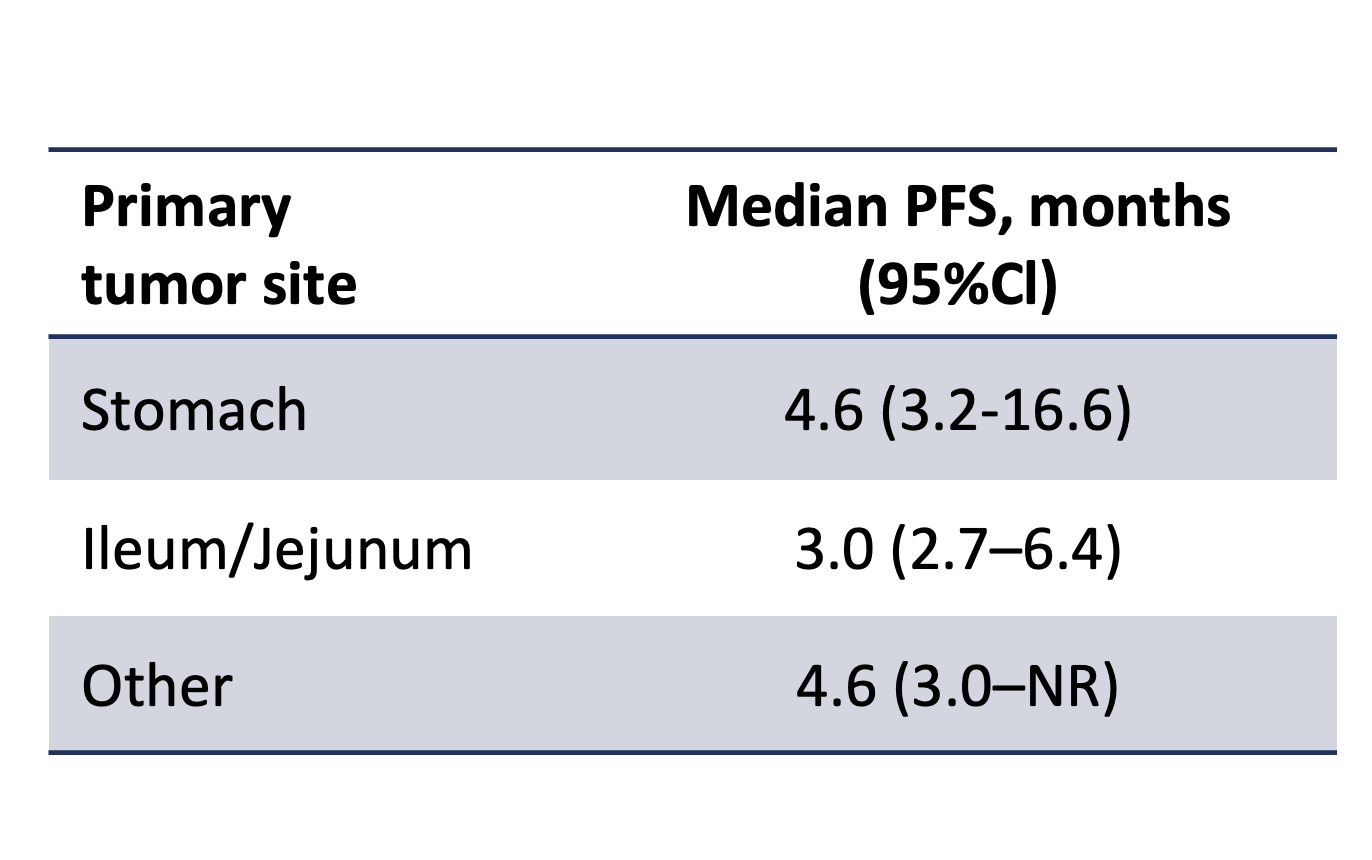 Primary
tumor site
Median PFS, months
(95%CI)
Stomach
4.6 (3.2-16.6)
Ileum/Jejunum
3.0 (2.7–6.4)
Other
4.6 (3.0–NR)